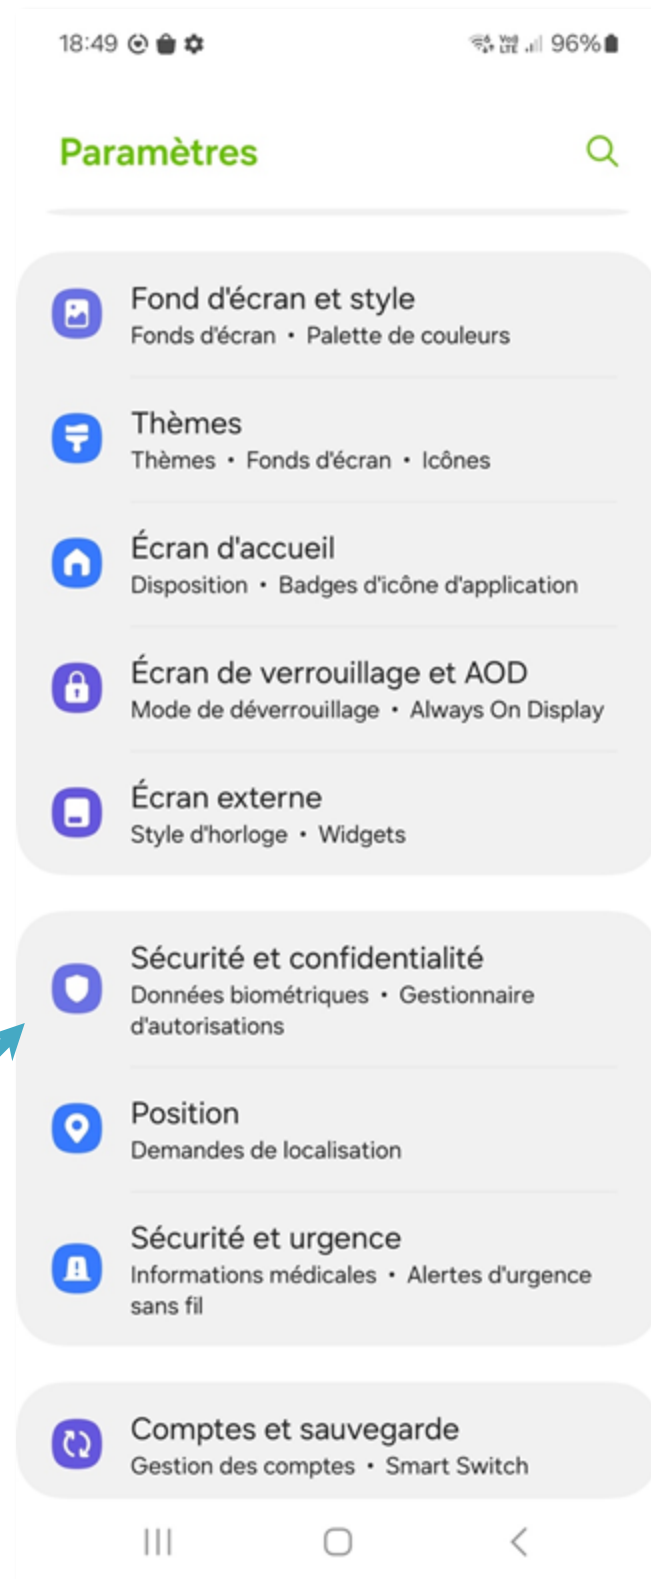 18:49 96%
Paramètres
Fond d'écran et style
Fonds d'écran • Palette de couleurs
Thèmes
Thèmes • Fonds d'écran • Icônes
Écran d'accueil
Disposition • Badges d'icône d'application
Écran de verrouillage et AOD
Mode de déverrouillage • Always On Display
Écran externe
Style d'horloge • Widgets
Sécurité et confidentialité
Données biométriques • Gestionnaire
d'autorisations
Position
Demandes de localisation
Sécurité et urgence
Informations médicales • Alertes d'urgence
sans fil
Comptes et sauvegarde
Gestion des comptes • Smart Switch